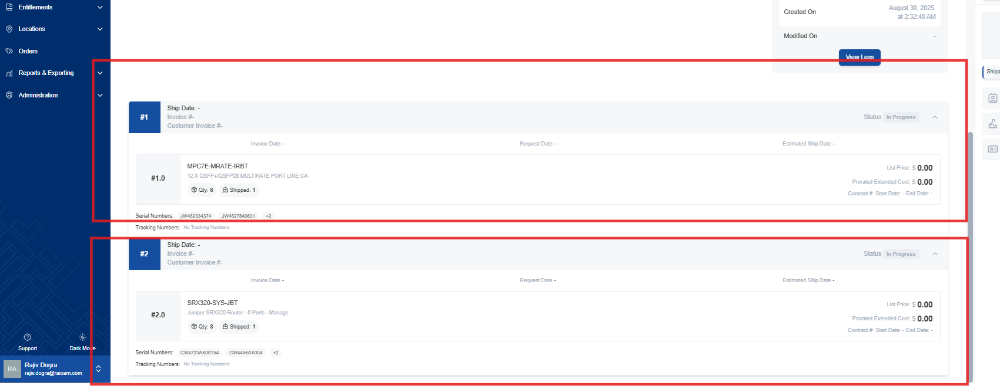 Entitlements
Locations
Orders
Reports & Exporting
Administration
Support
Dark Mode
RA
Rajiv Dogra
rajiv.dogra@raioam.com
Created On
August 30, 2025
at 2:32:48 AM
Modified On
-
View Less
#1
Ship Date: -
Invoice #-
Customer Invoice #-
Status In Progress
Invoice Date -
Request Date -
Estimated Ship Date -
#1.0
MPC7E-MRATE-IRBT
12 X QSFP+/QSFP28 MULTIRATE PORT LINE CA
Qty: 6 Shipped: 1
List Price: $ 0.00
Prorated Extended Cost: $ 0.00
Contract #: Start Date: - End Date: -
Serial Numbers: JW482334374 JW4827840631 +2
Tracking Numbers: No Tracking Numbers
#2
Ship Date: -
Invoice #-
Customer Invoice #-
Status In Progress
Invoice Date -
Request Date -
Estimated Ship Date -
#2.0
SRX320-SYS-JBT
Juniper SRX320 Router - 6 Ports - Manage
Qty: 8 Shipped: 1
List Price: $ 0.00
Prorated Extended Cost: $ 0.00
Contract #: Start Date: - End Date: -
Serial Numbers: CW4723AX00T54 CW4456AX004 +2
Tracking Numbers: No Tracking Numbers
Shipp